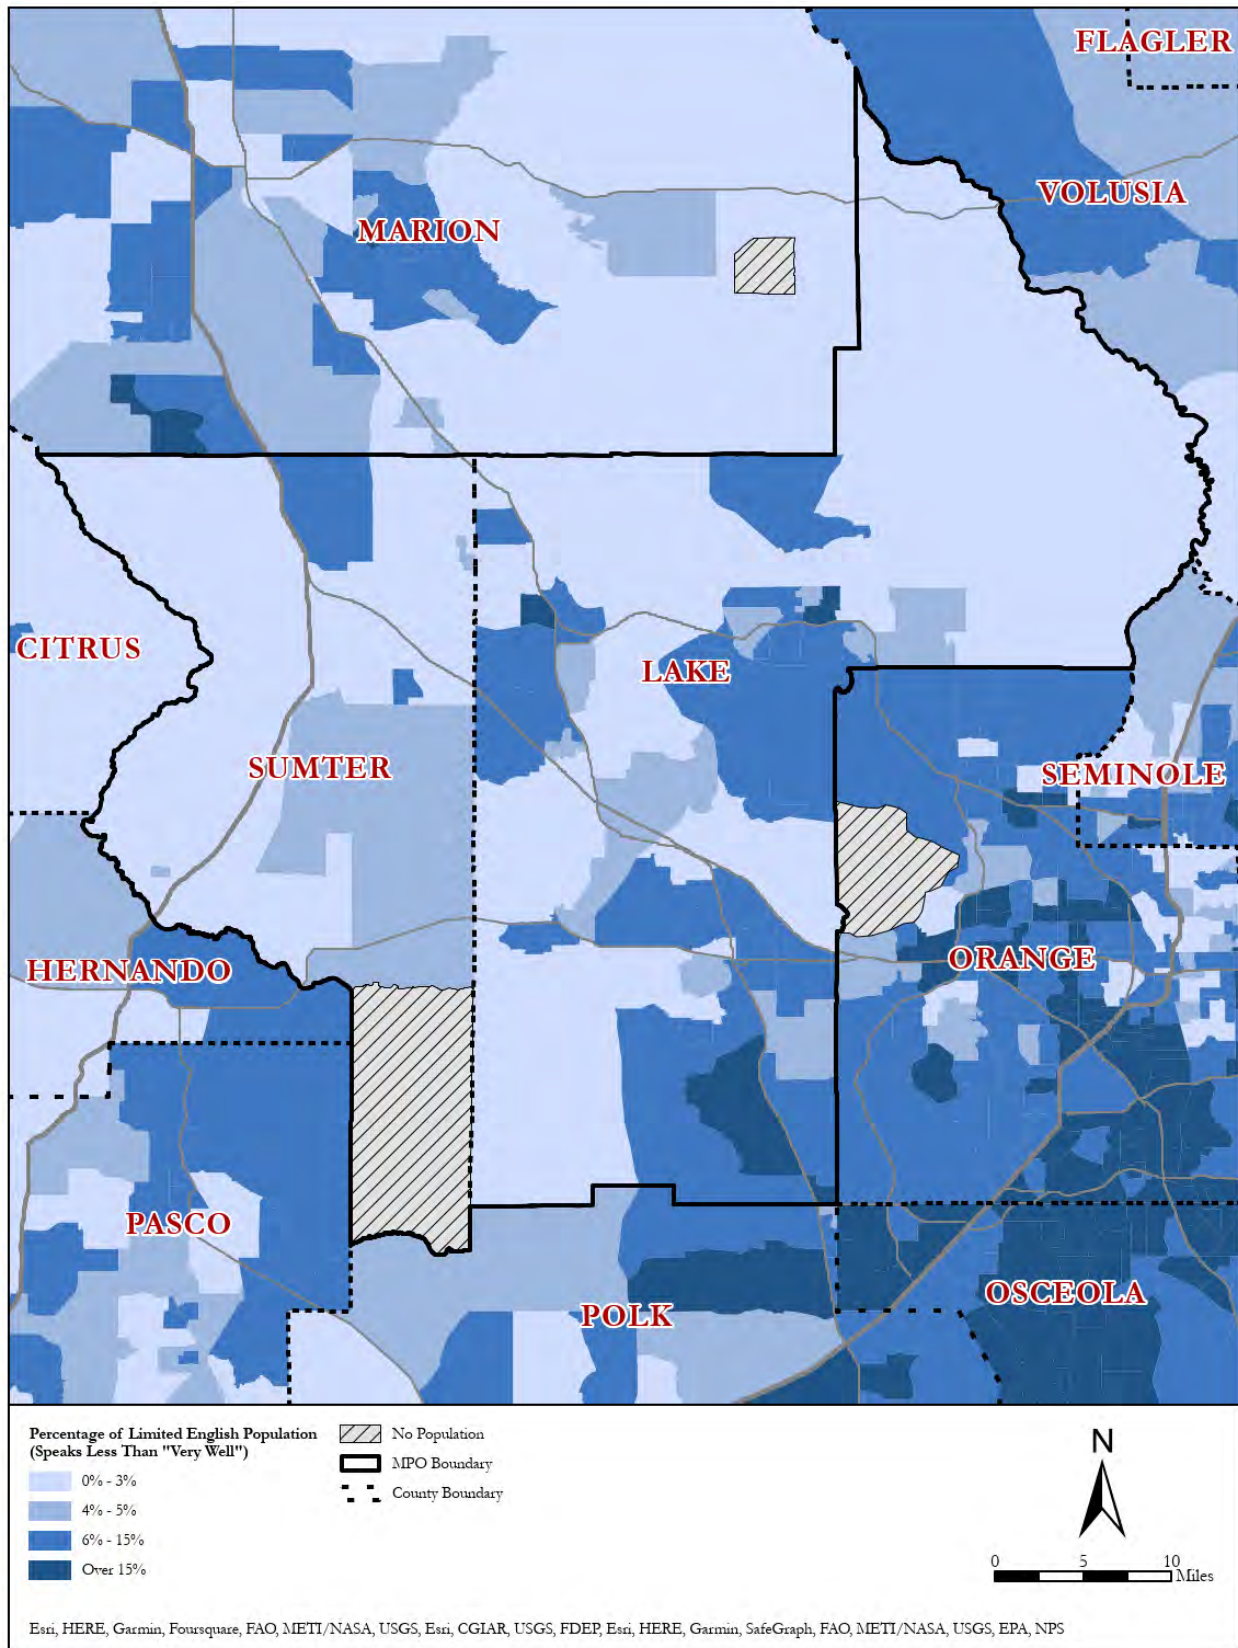 FLAGLER
VOLUSIA
MARION
CITRUS
LAKE
SUMTER
SEMINOLE
HERNANDO
ORANGE
PASCO
OSCEOLA
POLK
Percentage of Limited English Population
(Speaks Less Than "Very Well")
0% - 3%
4% - 5%
6% - 15%
Over 15%
No Population
MPO Boundary
County Boundary
N
0 5 10
Miles
Esri, HERE, Garmin, Foursquare, FAO, METI/NASA, USGS, Esri, CGIAR, USGS, FDEP, Esri, HERE, Garmin, SafeGraph, FAO, METI/NASA, USGS, EPA, NPS